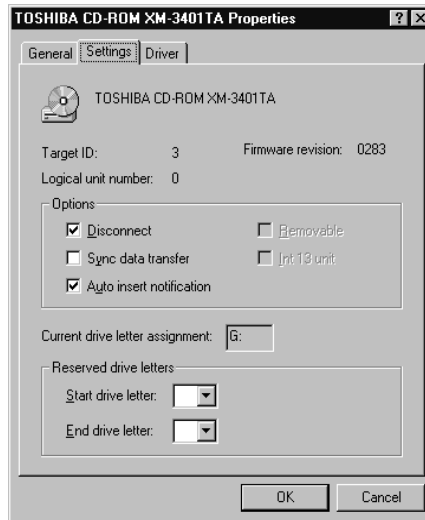 TOSHIBA CD-ROM XM-3401TA Properties
General Settings Driver
TOSHIBA CD-ROM XM-3401TA
Target ID: 3 Firmware revision: 0283
Logical unit number: 0
Options
Disconnect Removable
Sync data transfer Int 13 unit
Auto insert notification
Current drive letter assignment: G:
Reserved drive letters
Start drive letter:
End drive letter:
OK Cancel